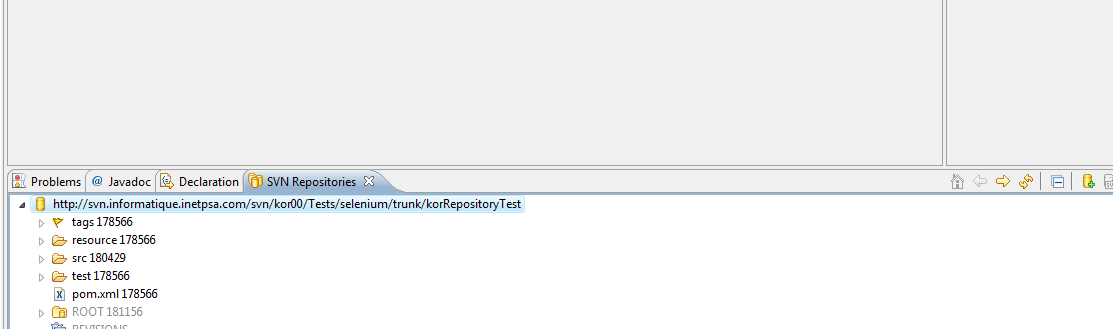 Problems @ Javadoc Declaration SVN Repositories
http://svn.informatique.inetpsa.com/svn/kor00/Tests/selenium/trunk/korRepositoryTest
tags 178566
resource 178566
src 180429
test 178566
pom.xml 178566
ROOT 181156
REVISIONS